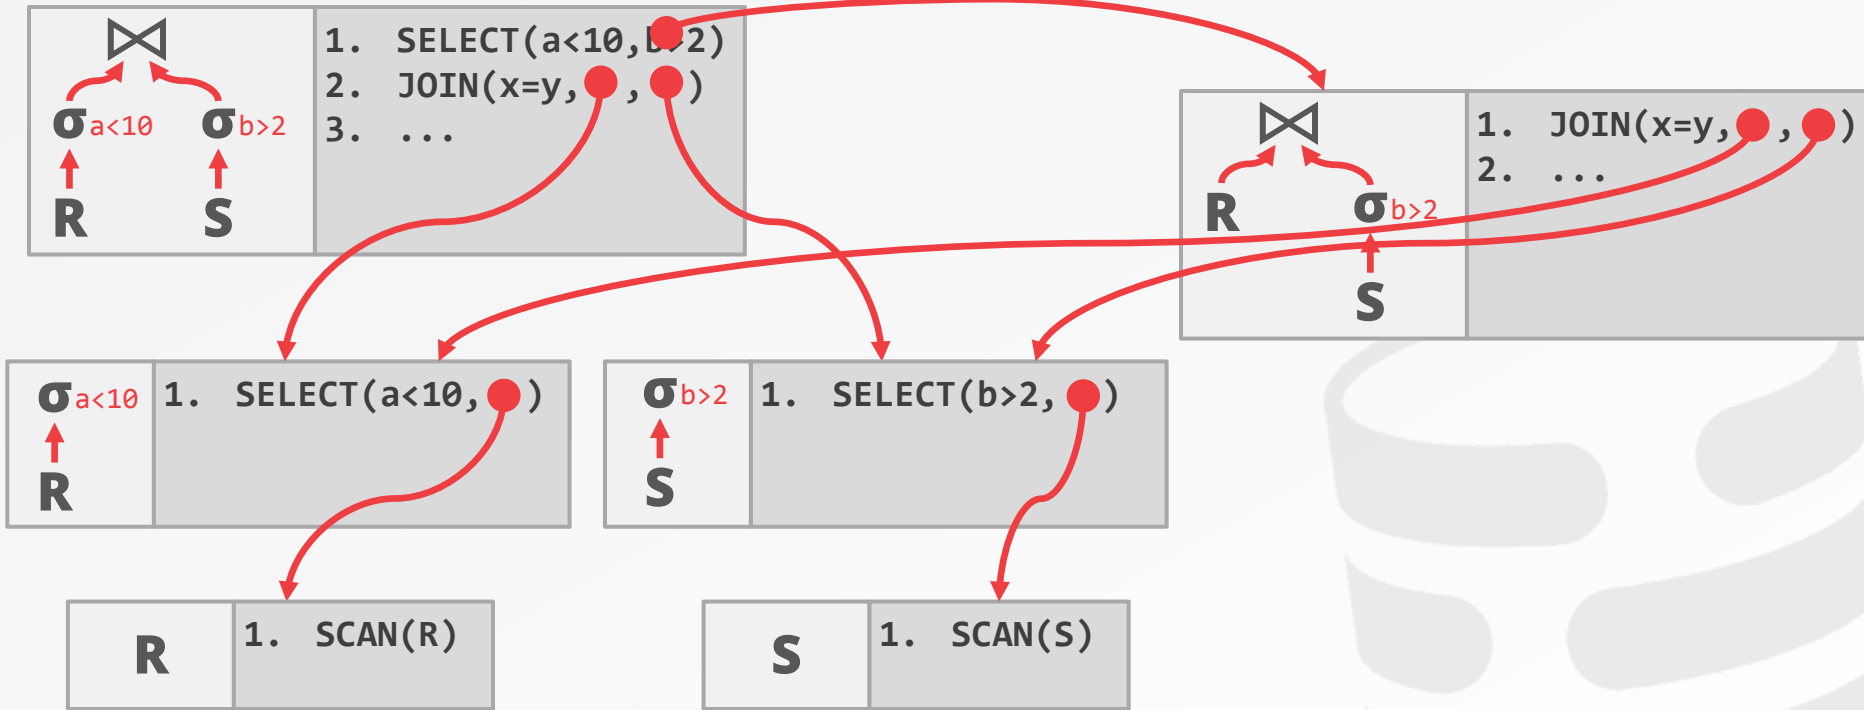 ⋈
σa<10 σb>2
R S
1. SELECT(a<10,b>2)
2. JOIN(x=y, , )
3. ...
⋈
R σb>2
S
1. JOIN(x=y, , )
2. ...
σa<10
R
1. SELECT(a<10, )
σb>2
S
1. SELECT(b>2, )
R
1. SCAN(R)
S
1. SCAN(S)